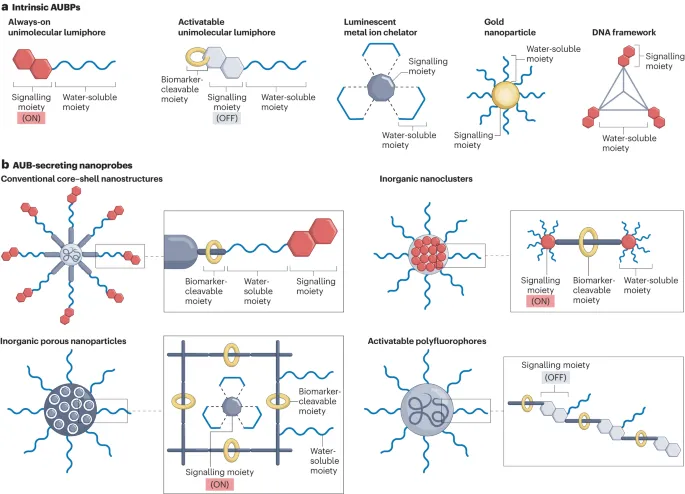 a Intrinsic AUBPs
Always-on
unimolecular lumiphore
Signalling
moiety
(ON)
Water-soluble
moiety
Activatable
unimolecular lumiphore
Biomarker-
cleavable
moiety
Signalling
moiety
(OFF)
Water-soluble
moiety
Luminescent
metal ion chelator
Signalling
moiety
Water-soluble
moiety
Gold
nanoparticle
Water-soluble
moiety
Signalling
moiety
DNA framework
Signalling
moiety
Water-soluble
moiety
b AUB-secreting nanoprobes
Conventional core–shell nanostructures
Biomarker-
cleavable
moiety
Water-
soluble
moiety
Signalling
moiety
Inorganic nanoclusters
Signalling
moiety
(ON)
Biomarker-
cleavable
moiety
Water-soluble
moiety
Inorganic porous nanoparticles
Biomarker-
cleavable
moiety
Water-
soluble
moiety
Signalling moiety
(ON)
Activatable polyfluorophores
Signalling moiety
(OFF)